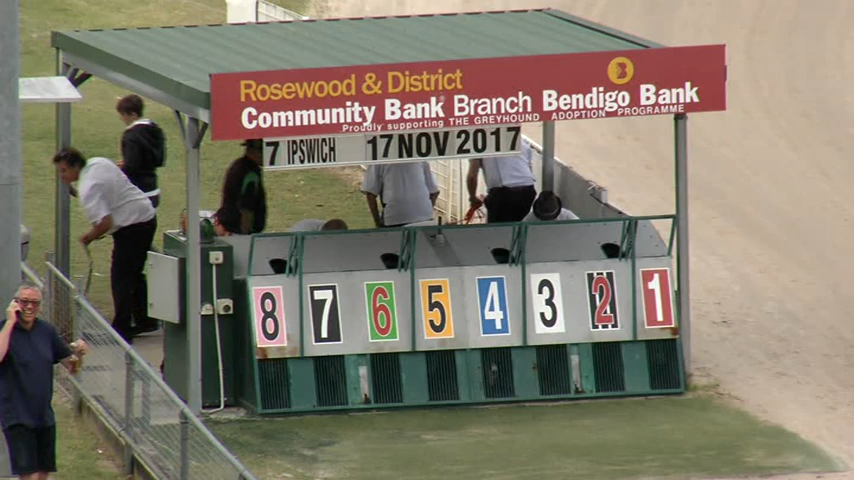 Rosewood & District
Community Bank Branch Bendigo Bank
Proudly supporting THE GREYHOUND ADOPTION PROGRAMME
7 IPSWICH 17 NOV 2017
8 7 6 5 4 3 2 1